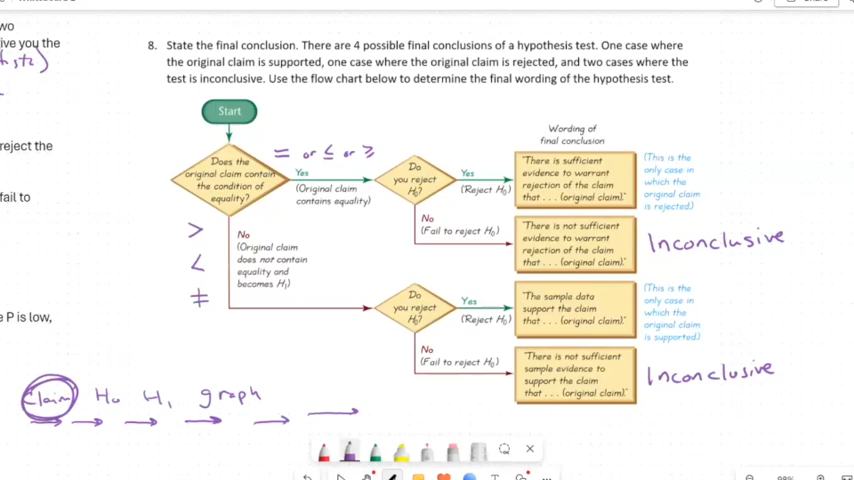 wo
ive you the
reject the
fail to
e P is low,
8. State the final conclusion. There are 4 possible final conclusions of a hypothesis test. One case where
the original claim is supported, one case where the original claim is rejected, and two cases where the
test is inconclusive. Use the flow chart below to determine the final wording of the hypothesis test.
Start
= or ≤ or ≥
Wording of
final conclusion
Does the
original claim contain
the condition of
equality?
Yes
(Original claim
contains equality)
Do
you reject
H₀?
Yes
(Reject H₀)
"There is sufficient
evidence to warrant
rejection of the claim
that . . . (original claim)."
(This is the
only case in
which the
original claim
is rejected.)
No
(Fail to reject H₀)
"There is not sufficient
evidence to warrant
rejection of the claim
that . . . (original claim)."
Inconclusive
>
<
≠
No
(Original claim
does not contain
equality and
becomes H₁)
Do
you reject
H₀?
Yes
(Reject H₀)
"The sample data
support the claim
that . . . (original claim)."
(This is the
only case in
which the
original claim
is supported.)
No
(Fail to reject H₀)
"There is not sufficient
sample evidence to
support the claim
that . . . (original claim)."
Inconclusive
Claim H₀ H₁ graph